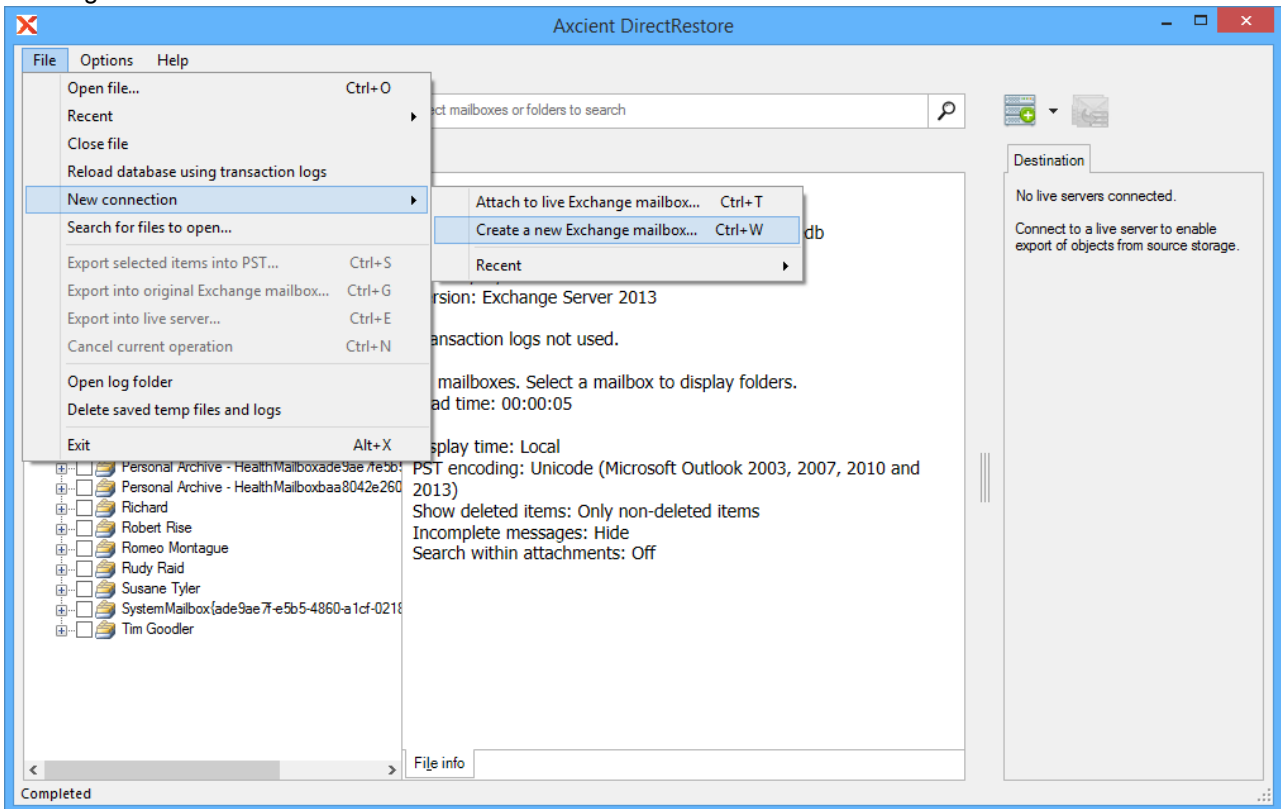 Axcient DirectRestore
File Options Help
Open file... Ctrl+O
Recent
Close file
Reload database using transaction logs
New connection
Search for files to open...
Export selected items into PST... Ctrl+S
Export into original Exchange mailbox... Ctrl+G
Export into live server... Ctrl+E
Cancel current operation Ctrl+N
Open log folder
Delete saved temp files and logs
Exit Alt+X
Attach to live Exchange mailbox... Ctrl+T
Create a new Exchange mailbox... Ctrl+W
Recent
mailboxes or folders to search
db
Exchange Server 2013
logs not used.
mailboxes. Select a mailbox to display folders.
time: 00:00:05
time: Local
PST encoding: Unicode (Microsoft Outlook 2003, 2007, 2010 and
2013)
Show deleted items: Only non-deleted items
Incomplete messages: Hide
Search within attachments: Off
Personal Archive - HealthMailboxade9ae7fe5b5
Personal Archive - HealthMailboxbaa8042e260
Richard
Robert Rise
Romeo Montague
Rudy Raid
Susane Tyler
SystemMailbox{ade9ae7f-e5b5-4860-a1cf-0218
Tim Goodler
File info
Destination
No live servers connected.
Connect to a live server to enable
export of objects from source storage.
Completed